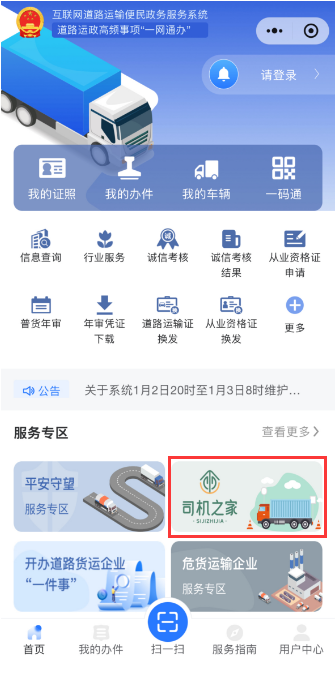 互联网道路运输便民政务服务系统
道路运政高频事项“一网通办”
请登录
我的证照
我的办件
我的车辆
一码通
信息查询
行业服务
诚信考核
诚信考核
结果
从业资格证
申请
普货年审
年审凭证
下载
道路运输证
换发
从业资格证
换发
更多
公告
关于系统1月2日20时至1月3日8时维护...
服务专区
查看更多
平安守望
服务专区
司机之家
SIJIZHIJIA
开办道路货运企业
“一件事”
危货运输企业
服务专区
首页
我的办件
扫一扫
服务指南
用户中心